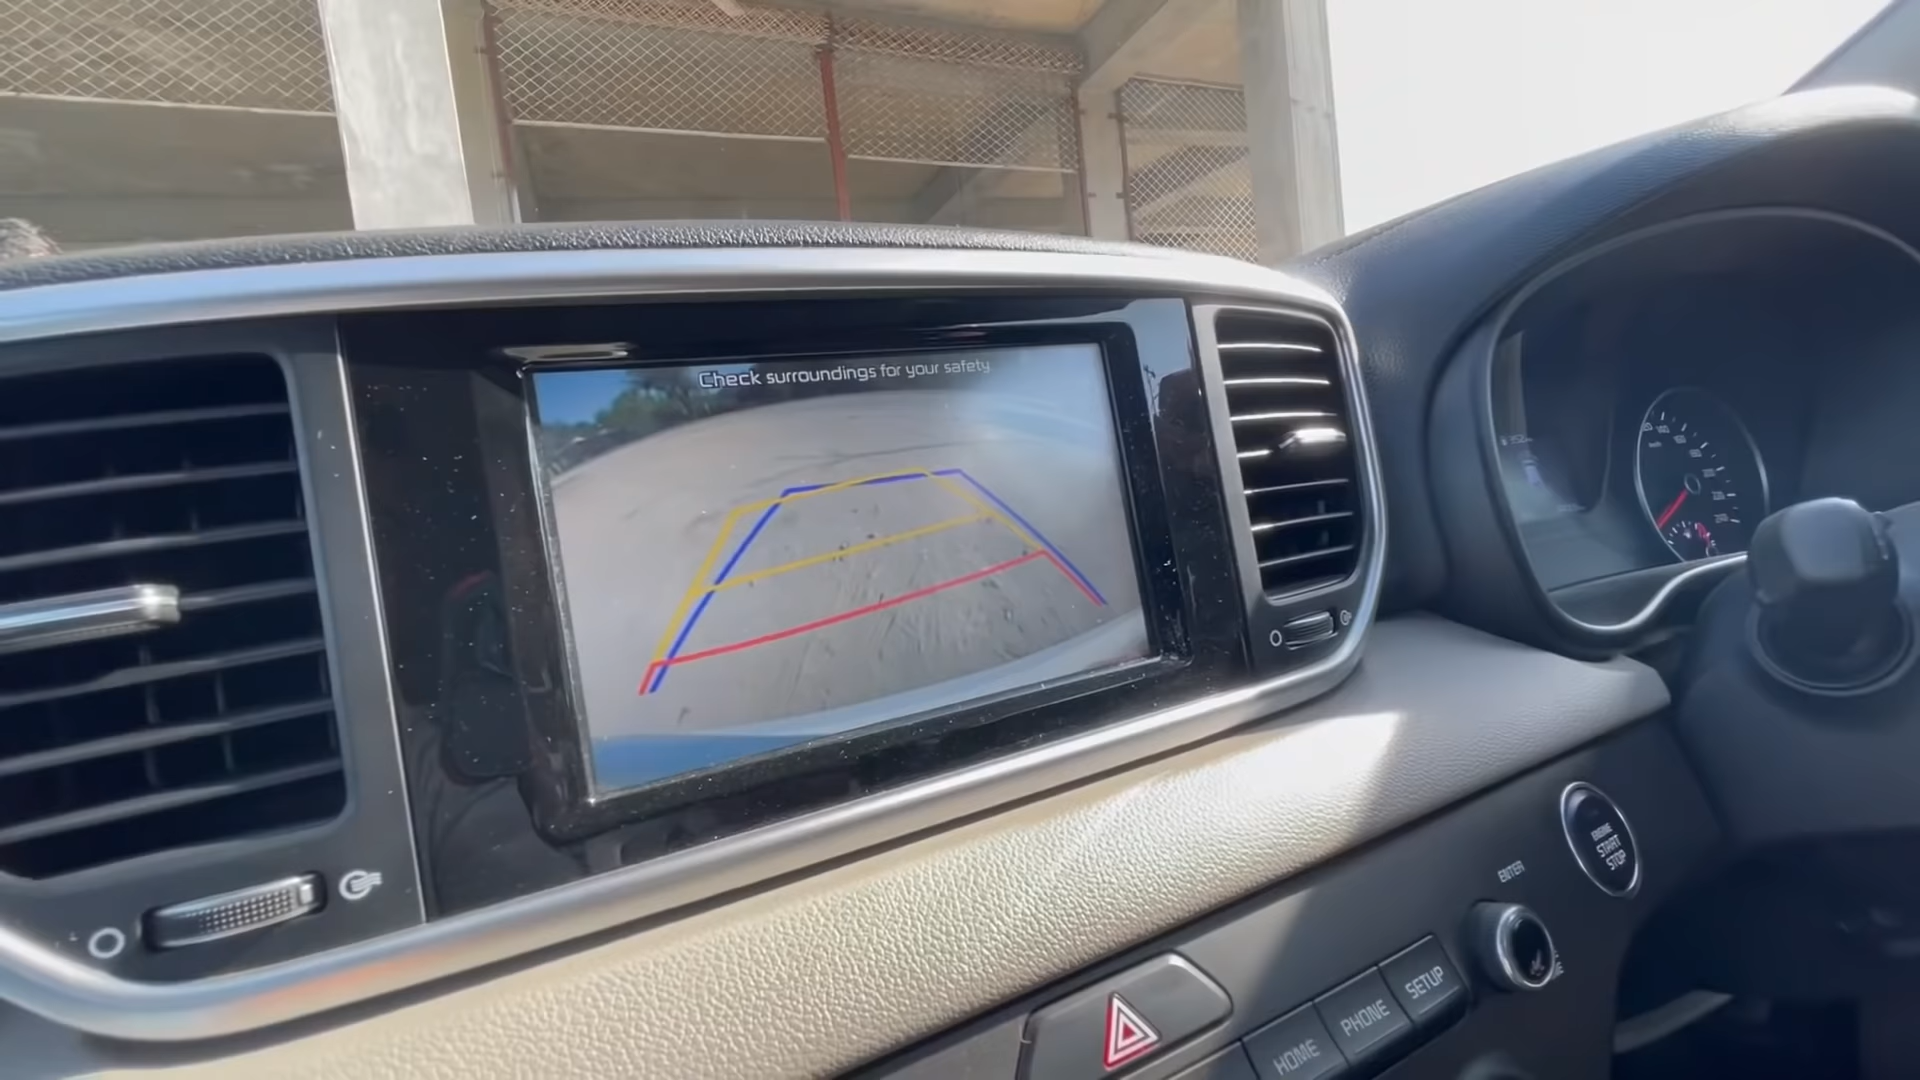 Check surroundings for your safety
ENGINE
START
STOP
ENTER
SETUP
PHONE
HOME